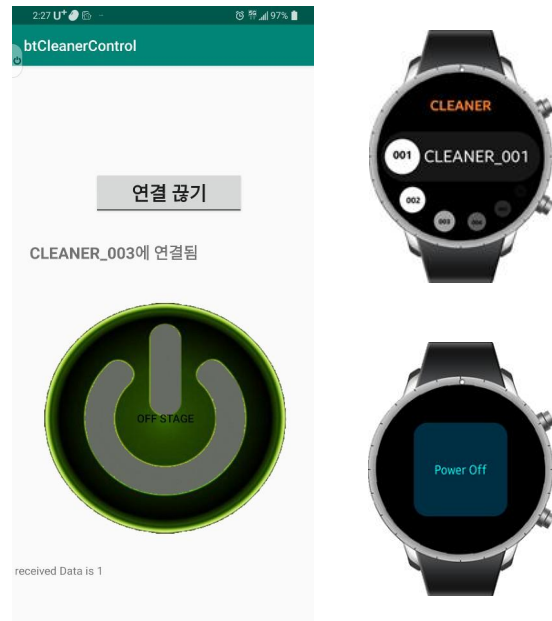 2:27 U+
97%
btCleanerControl
연결 끊기
CLEANER_003에 연결됨
OFF STAGE
received Data is 1
CLEANER
001 CLEANER_001
002
003
Power Off